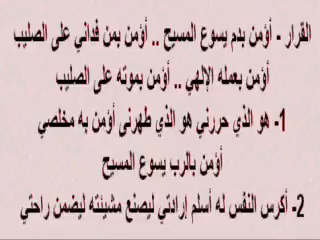 القرار - أؤمن بدم يسوع المسيح .. أؤمن بمن فداني على الصليب
أؤمن بعمله الإلهي .. أؤمن بموته على الصليب
1- هو الذي حررني هو الذي طهرنى أؤمن به مخلصي
أؤمن بالرب يسوع المسيح
2- أكرس النفس له أسلم إرادتي ليصنع مشيئته ليضمن راحتي